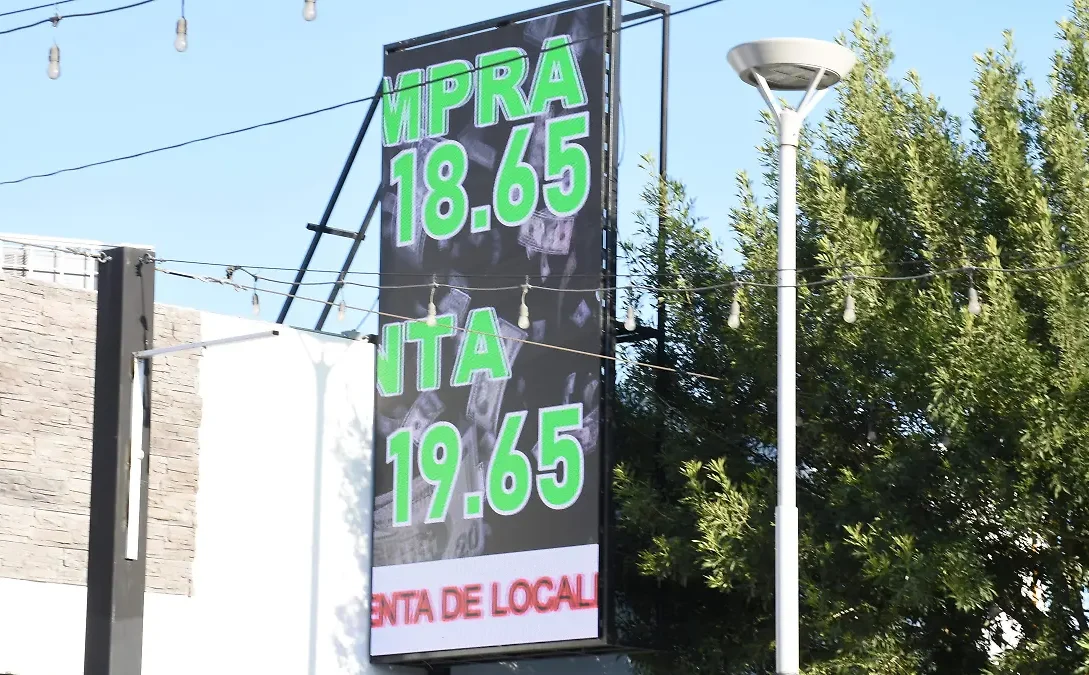 MPRA
18.65
NTA
19.65
ENTA DE LOCALI